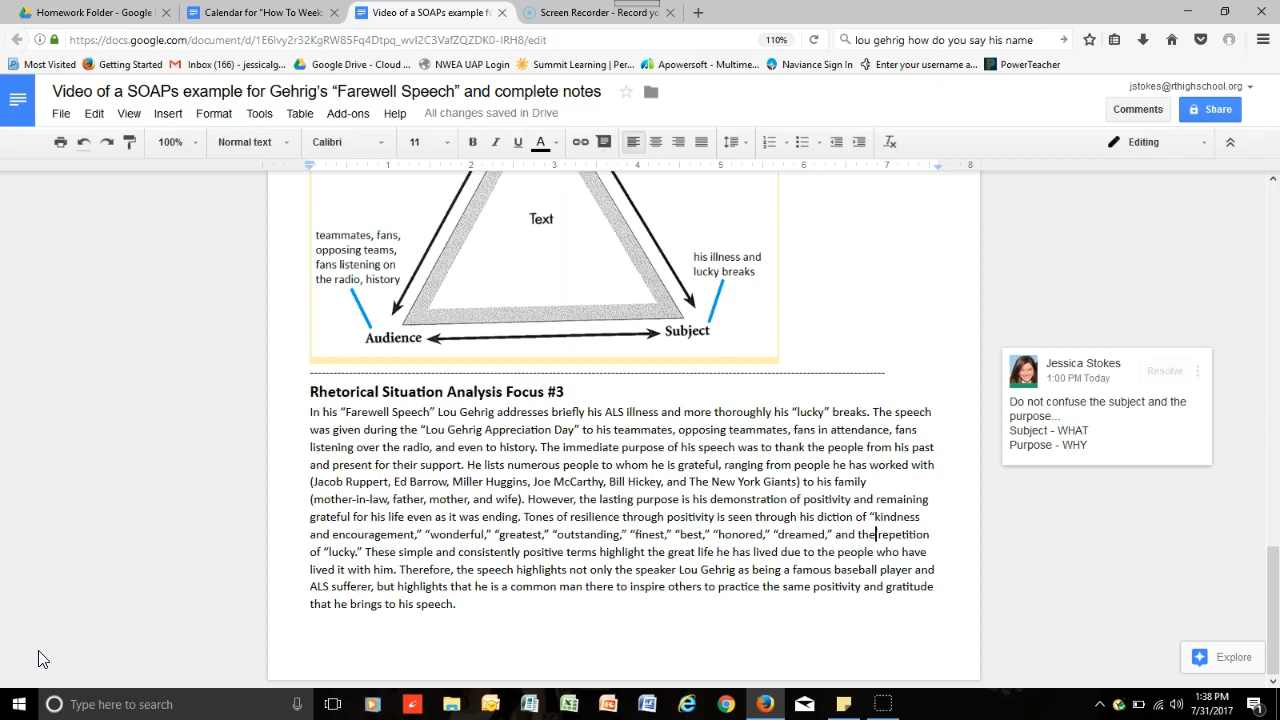 Homework Folder - Google
Calendar for "How To Week
Video of a SOAPs example f
Screen Recorder - Record yo
https://docs.google.com/document/d/1E6lvy2r32KgRW85Fq4Dtpq_wvI2C3VafZQZDK0-IRH8/edit
110%
lou gehrig how do you say his name
Most Visited
Getting Started
Inbox (166) - jessicalg...
Google Drive - Cloud ...
NWEA UAP Login
Summit Learning | Per...
Apowersoft - Multime...
Naviance Sign In
Enter your username a...
PowerTeacher
Video of a SOAPs example for Gehrig's “Farewell Speech” and complete notes
jstokes@rthighschool.org
File Edit View Insert Format Tools Table Add-ons Help All changes saved in Drive
Comments
Share
100% Normal text Calibri 11 B I U A Editing
1 2 3 4 5 6 7 8
Text
teammates, fans,
opposing teams,
fans listening on
the radio, history
his illness and
lucky breaks
Audience
Subject
Rhetorical Situation Analysis Focus #3
In his “Farewell Speech” Lou Gehrig addresses briefly his ALS illness and more thoroughly his “lucky” breaks. The speech
was given during the “Lou Gehrig Appreciation Day” to his teammates, opposing teammates, fans in attendance, fans
listening over the radio, and even to history. The immediate purpose of his speech was to thank the people from his past
and present for their support. He lists numerous people to whom he is grateful, ranging from people he has worked with
(Jacob Ruppert, Ed Barrow, Miller Huggins, Joe McCarthy, Bill Hickey, and The New York Giants) to his family
(mother-in-law, father, mother, and wife). However, the lasting purpose is his demonstration of positivity and remaining
grateful for his life even as it was ending. Tones of resilience through positivity is seen through his diction of “kindness
and encouragement,” “wonderful,” “greatest,” “outstanding,” “finest,” “best,” “honored,” “dreamed,” and the repetition
of “lucky.” These simple and consistently positive terms highlight the great life he has lived due to the people who have
lived it with him. Therefore, the speech highlights not only the speaker Lou Gehrig as being a famous baseball player and
ALS sufferer, but highlights that he is a common man there to inspire others to practice the same positivity and gratitude
that he brings to his speech.
Jessica Stokes
1:00 PM Today
Resolve
Do not confuse the subject and the
purpose...
Subject - WHAT
Purpose - WHY
Explore
Type here to search
1:38 PM
7/31/2017